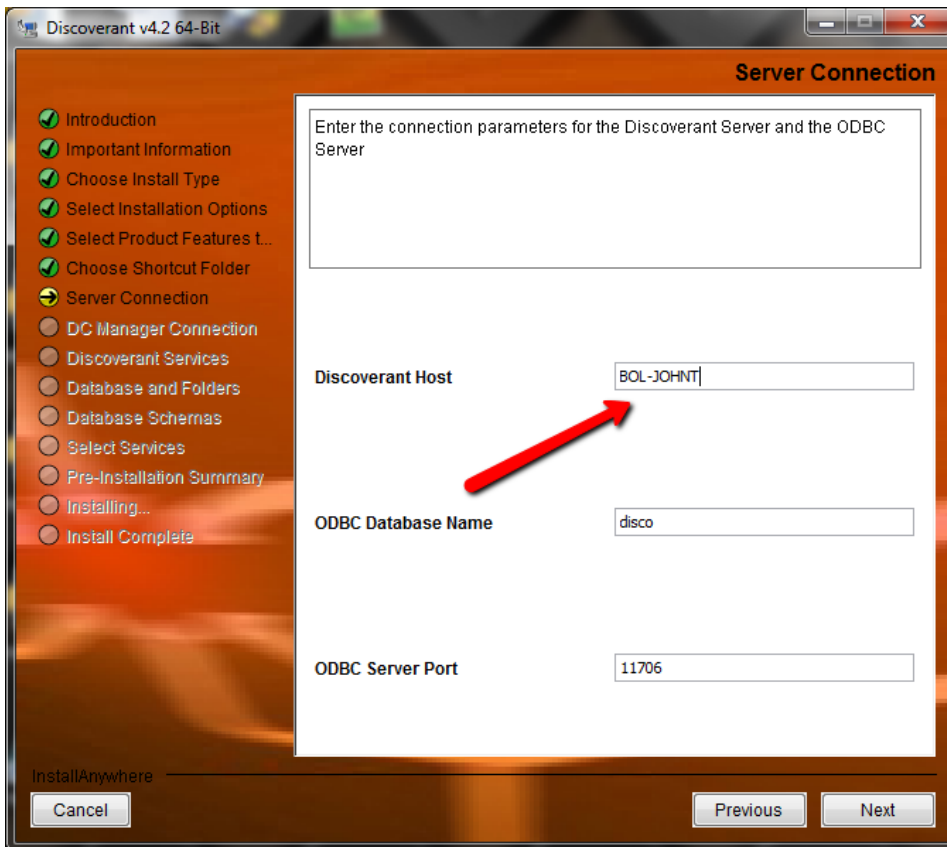 Discoverant v4.2 64-Bit
Server Connection
Introduction
Important Information
Choose Install Type
Select Installation Options
Select Product Features t...
Choose Shortcut Folder
Server Connection
DC Manager Connection
Discoverant Services
Database and Folders
Database Schemas
Select Services
Pre-Installation Summary
Installing...
Install Complete
Enter the connection parameters for the Discoverant Server and the ODBC
Server
Discoverant Host
BOL-JOHNT
ODBC Database Name
disco
ODBC Server Port
11706
InstallAnywhere
Cancel
Previous
Next